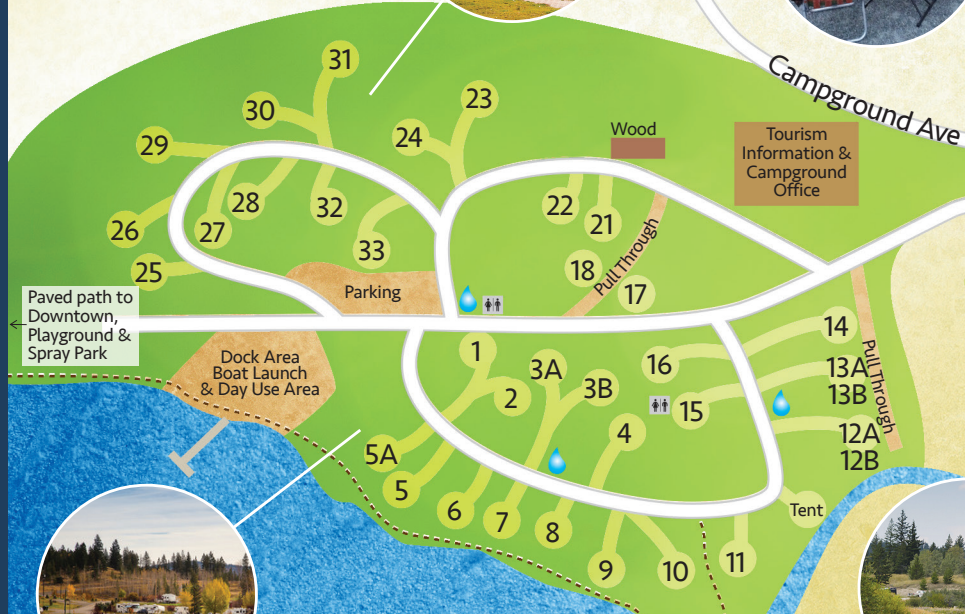 Campground Ave
31
30
23
24
29
Wood
Tourism
Information &
Campground
Office
28
32
22
21
26
27
33
25
18
Pull Through
17
Parking
Paved path to
Downtown,
Playground &
Spray Park
14
1
16
Dock Area
Boat Launch
& Day Use Area
3A
3B
13A
13B
Pull Through
2
15
4
12A
12B
5A
5
6
7
8
Tent
9
10
11